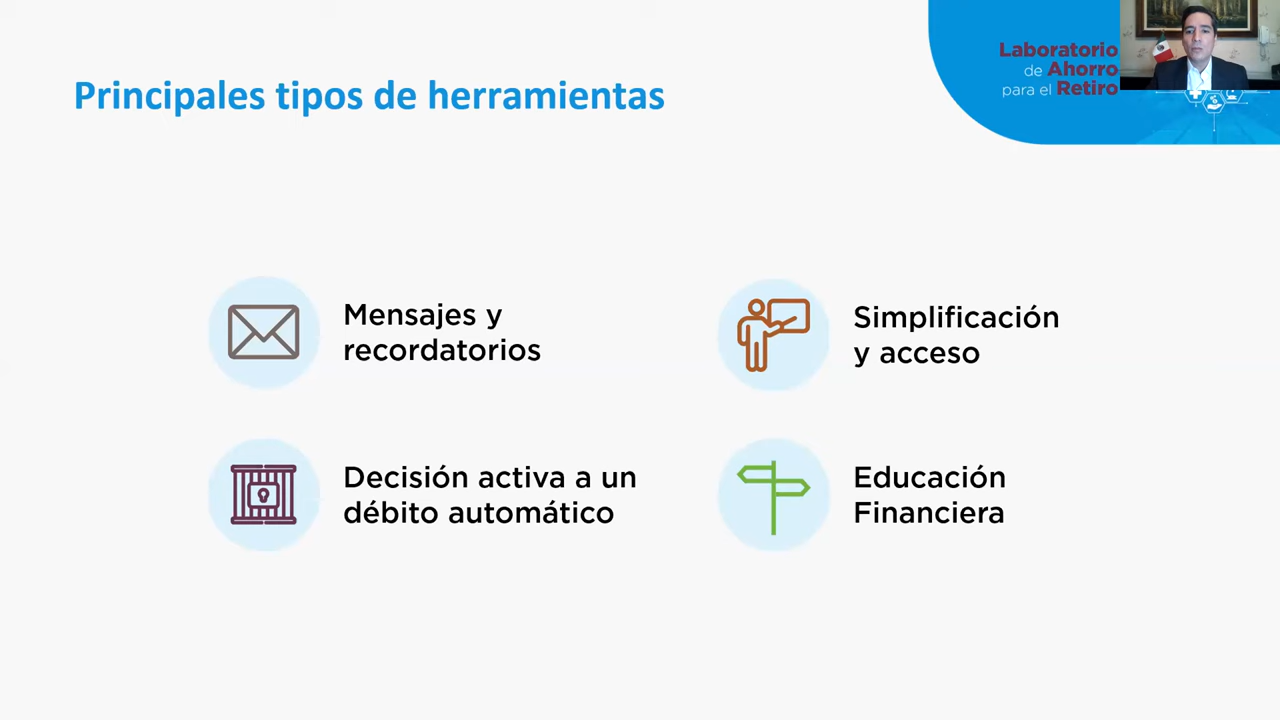 Principales tipos de herramientas
Laboratorio
de Ahorro
para el Retiro
Mensajes y
recordatorios
Simplificación
y acceso
Decisión activa a un
débito automático
Educación
Financiera